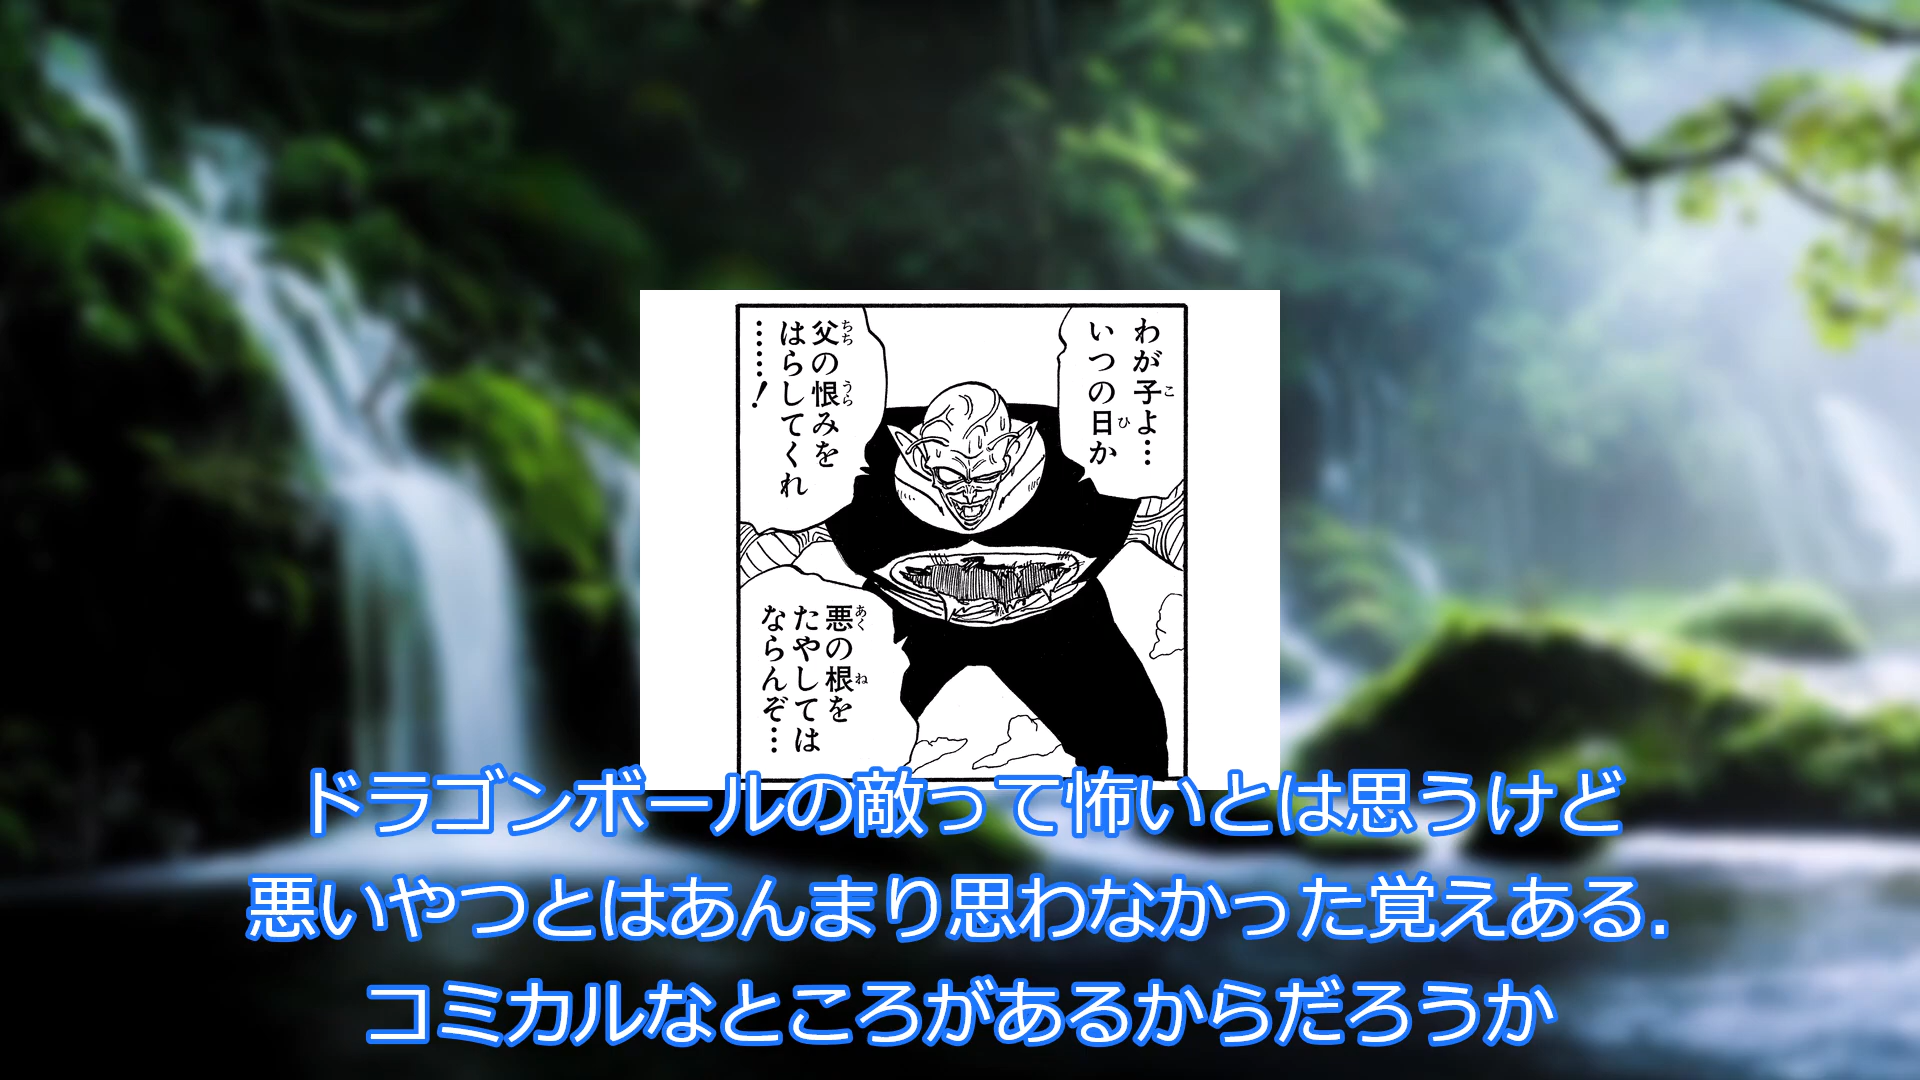 わが子よ…
いつの日か
父の恨みを
はらしてくれ
……!
悪の根を
たやしては
ならんぞ…
ドラゴンボールの敵って怖いとは思うけど
悪いやつとはあんまり思わなかった覚えある.
コミカルなところがあるからだろうか